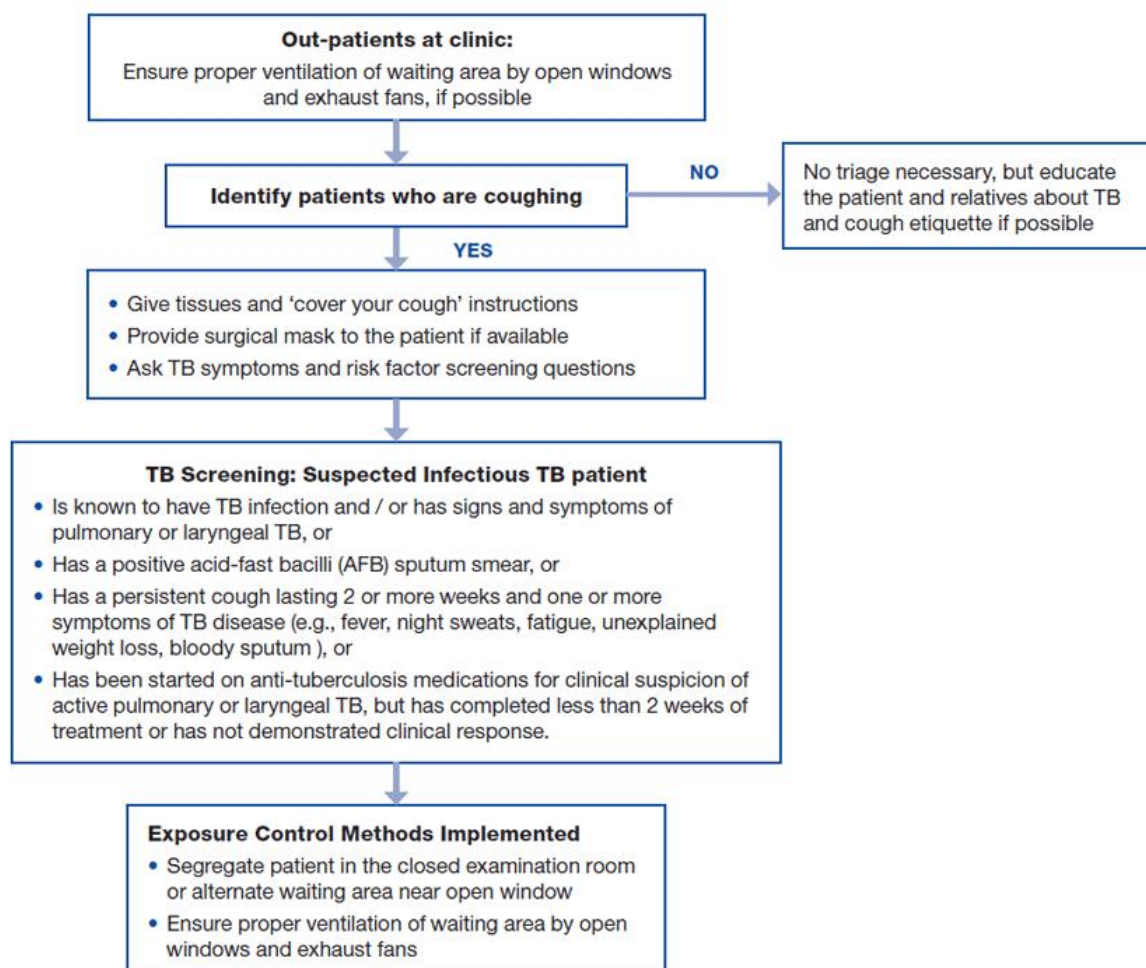 Out-patients at clinic:
Ensure proper ventilation of waiting area by open windows
and exhaust fans, if possible
Identify patients who are coughing
NO
No triage necessary, but educate
the patient and relatives about TB
and cough etiquette if possible
YES
• Give tissues and ‘cover your cough’ instructions
• Provide surgical mask to the patient if available
• Ask TB symptoms and risk factor screening questions
TB Screening: Suspected Infectious TB patient
• Is known to have TB infection and / or has signs and symptoms of
pulmonary or laryngeal TB, or
• Has a positive acid-fast bacilli (AFB) sputum smear, or
• Has a persistent cough lasting 2 or more weeks and one or more
symptoms of TB disease (e.g., fever, night sweats, fatigue, unexplained
weight loss, bloody sputum ), or
• Has been started on anti-tuberculosis medications for clinical suspicion of
active pulmonary or laryngeal TB, but has completed less than 2 weeks of
treatment or has not demonstrated clinical response.
Exposure Control Methods Implemented
• Segregate patient in the closed examination room
or alternate waiting area near open window
• Ensure proper ventilation of waiting area by open
windows and exhaust fans